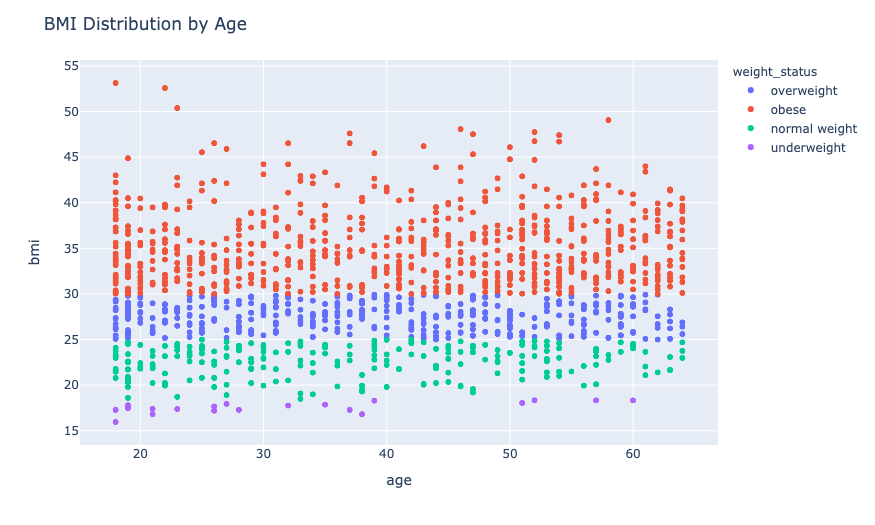 BMI Distribution by Age
weight_status
overweight
obese
normal weight
underweight
bmi
55
50
45
40
35
30
25
20
15
20 30 40 50 60
age